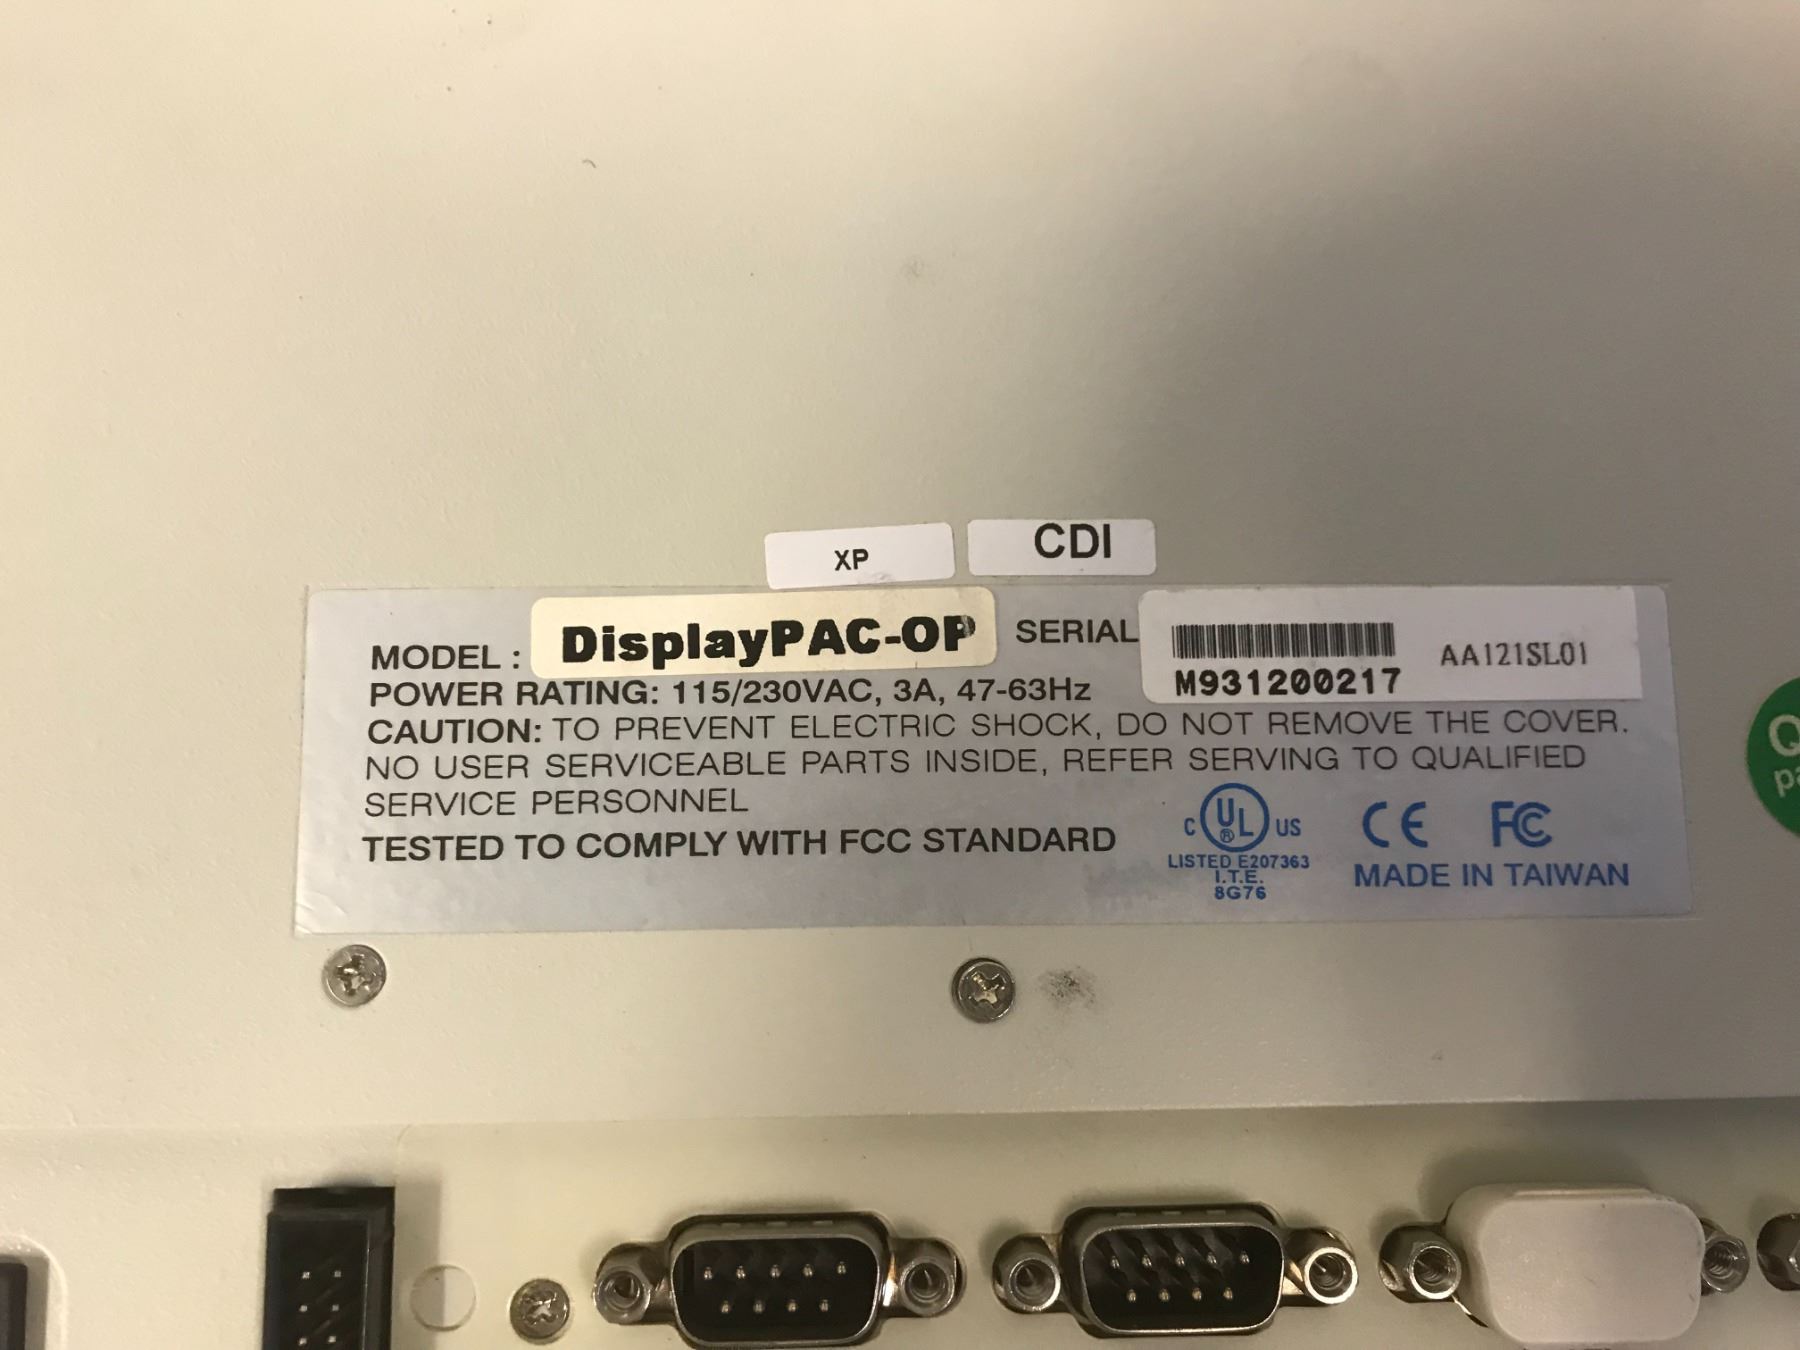 XP
CDI
MODEL : DisplayPAC-OP SERIAL
M931200217 AA121SL01
POWER RATING: 115/230VAC, 3A, 47-63Hz
CAUTION: TO PREVENT ELECTRIC SHOCK, DO NOT REMOVE THE COVER.
NO USER SERVICEABLE PARTS INSIDE, REFER SERVING TO QUALIFIED
SERVICE PERSONNEL
TESTED TO COMPLY WITH FCC STANDARD
C UL ® US
LISTED E207363
I.T.E.
8G76
CE FC
MADE IN TAIWAN